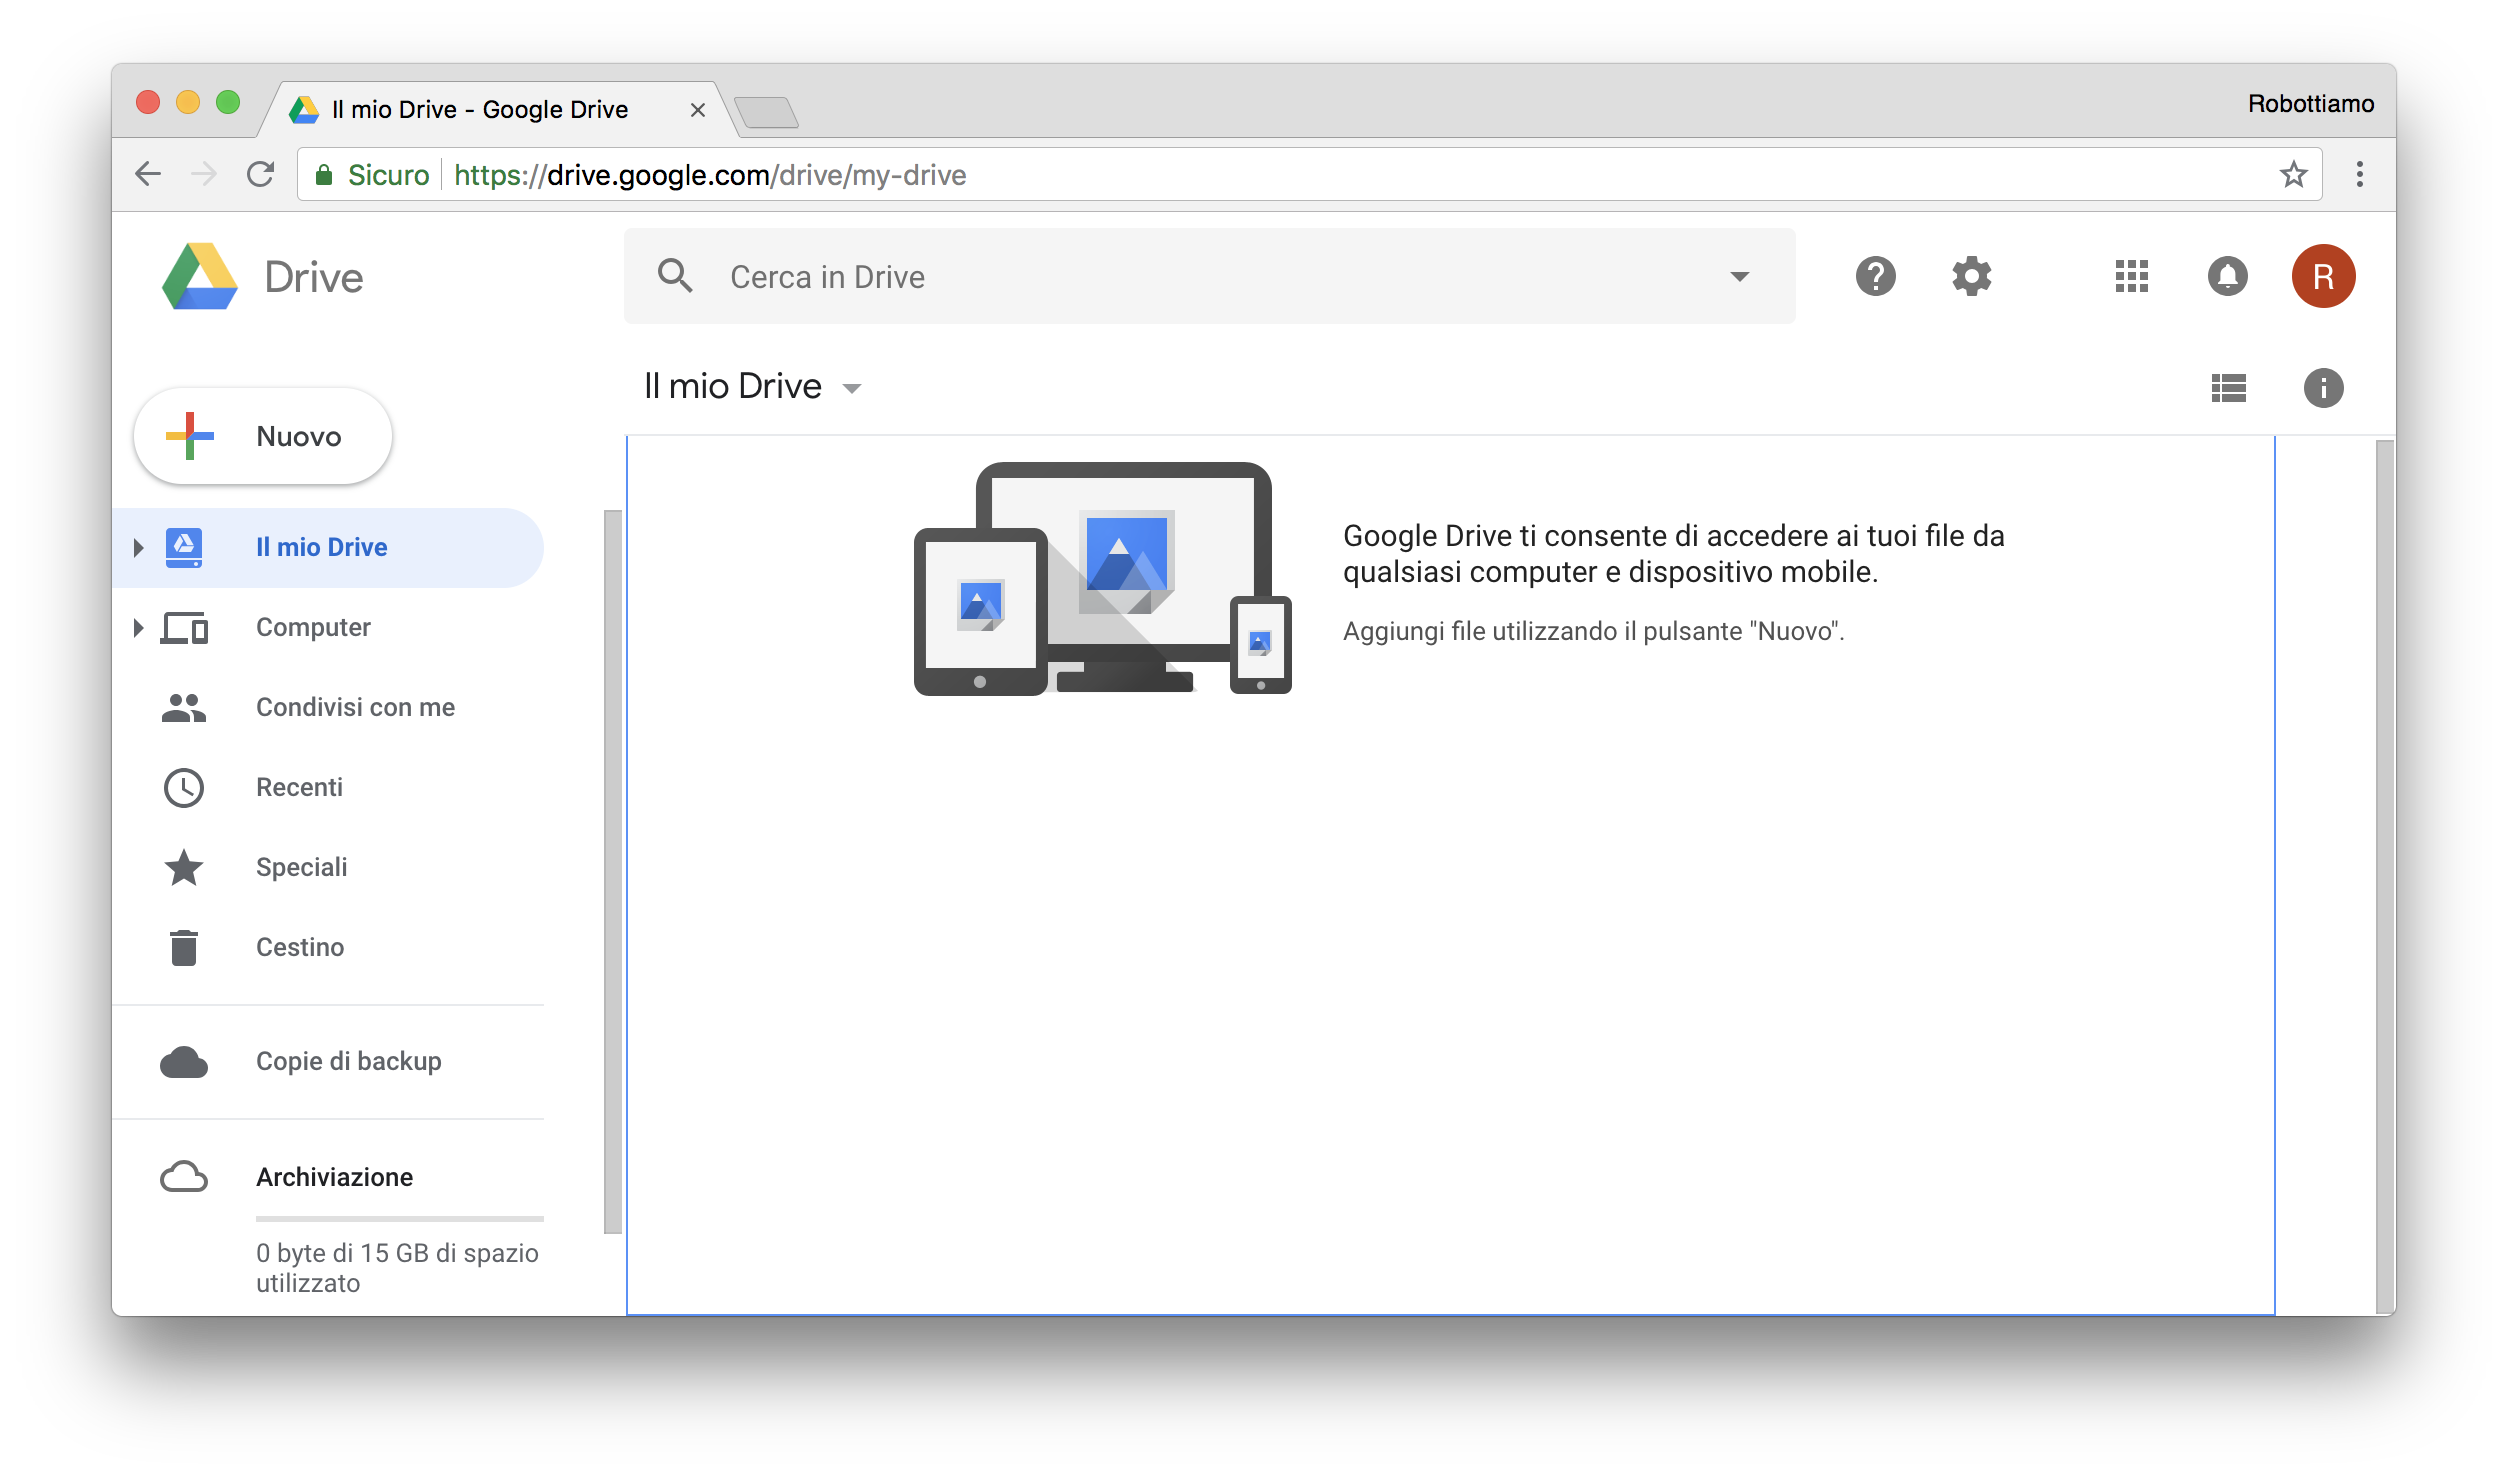 Il mio Drive - Google Drive
Robottiamo
Sicuro https://drive.google.com/drive/my-drive
Drive
Cerca in Drive
R
Il mio Drive
Nuovo
Il mio Drive
Computer
Condivisi con me
Recenti
Speciali
Cestino
Copie di backup
Archiviazione
0 byte di 15 GB di spazio
utilizzato
Google Drive ti consente di accedere ai tuoi file da
qualsiasi computer e dispositivo mobile.
Aggiungi file utilizzando il pulsante "Nuovo".